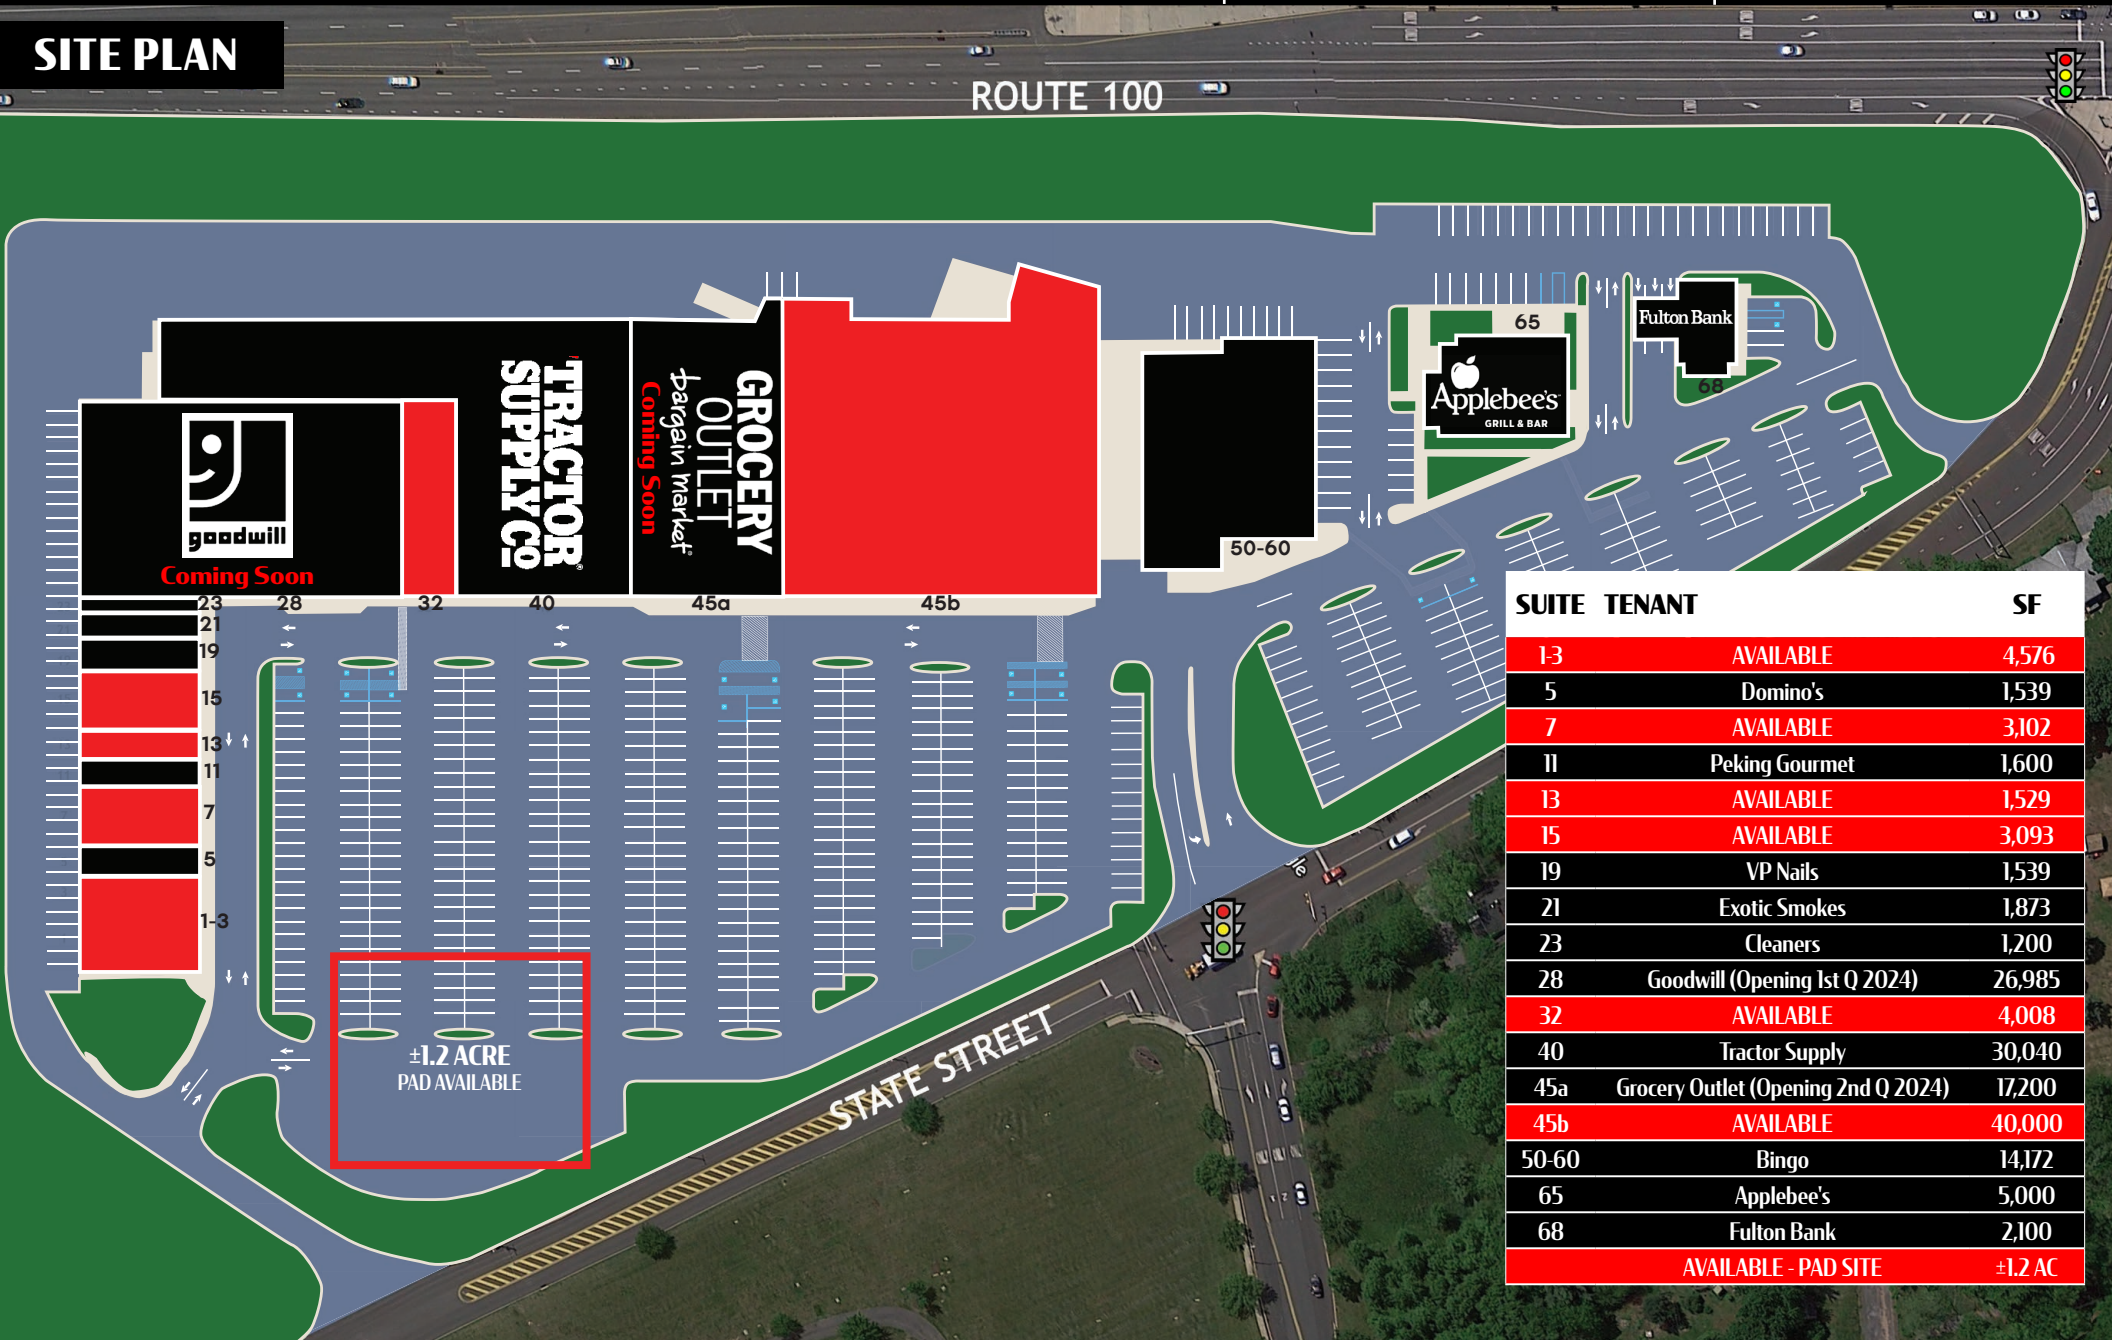 SITE PLAN
ROUTE 100
65
Fulton Bank
68
Applebee's
GRILL & BAR
TRACTOR
SUPPLY CO
GROCERY
OUTLET
bargain market
Coming Soon
goodwill
Coming Soon
50-60
23
28
32
40
45a
45b
21
19
15
13
11
7
5
1-3
±1.2 ACRE
PAD AVAILABLE
STATE STREET
SUITE TENANT SF
1-3 AVAILABLE 4,576
5 Domino's 1,539
7 AVAILABLE 3,102
11 Peking Gourmet 1,600
13 AVAILABLE 1,529
15 AVAILABLE 3,093
19 VP Nails 1,539
21 Exotic Smokes 1,873
23 Cleaners 1,200
28 Goodwill (Opening 1st Q 2024) 26,985
32 AVAILABLE 4,008
40 Tractor Supply 30,040
45a Grocery Outlet (Opening 2nd Q 2024) 17,200
45b AVAILABLE 40,000
50-60 Bingo 14,172
65 Applebee's 5,000
68 Fulton Bank 2,100
AVAILABLE - PAD SITE ±1.2 AC